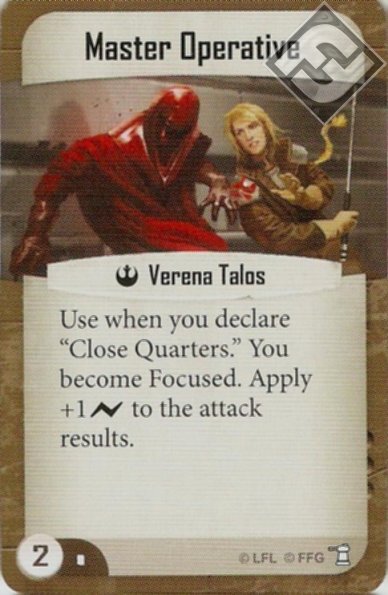 Master Operative
Verena Talos
Use when you declare
“Close Quarters.” You
become Focused. Apply
+1 to the attack
results.
2
© LFL © FFG